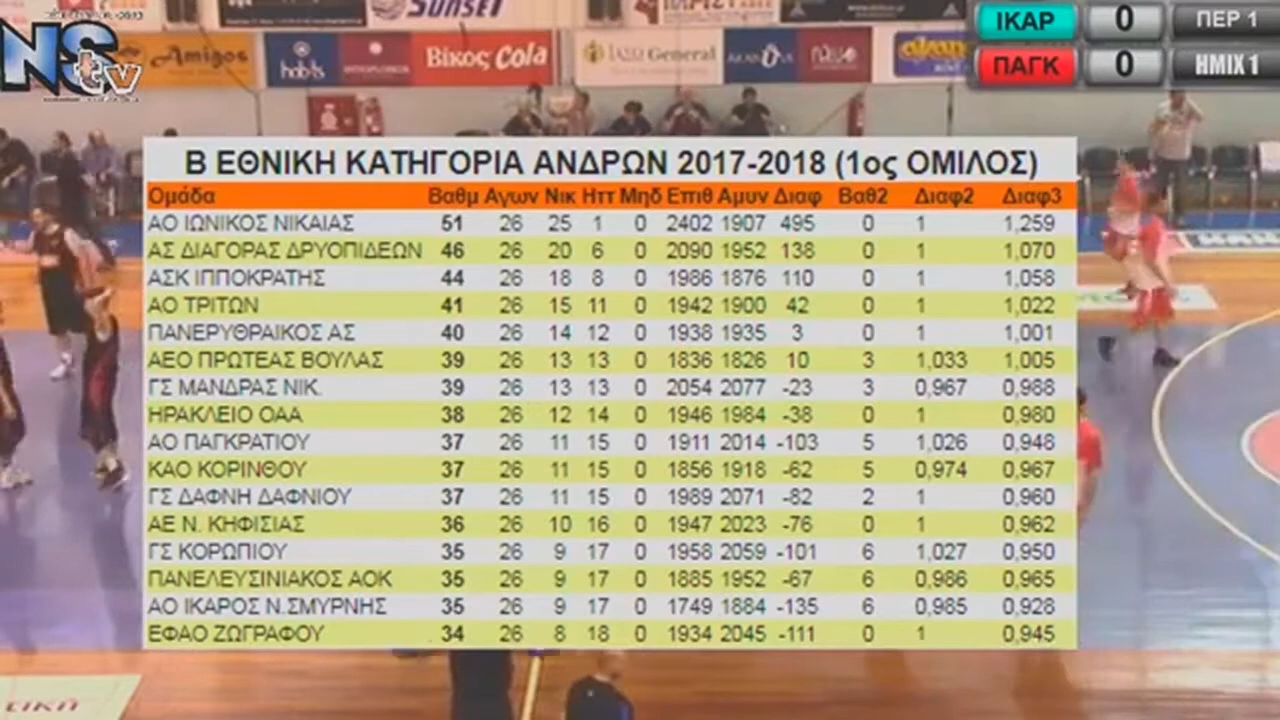 SUNSET
NS tv
Amigos
habits
Βίκος Cola
General
ΙΚΑΡ 0 ΠΕΡ 1
ΠΑΓΚ 0 ΗΜΙΧ 1
Β ΕΘΝΙΚΗ ΚΑΤΗΓΟΡΙΑ ΑΝΔΡΩΝ 2017-2018 (1ος ΟΜΙΛΟΣ)
Ομάδα Βαθμ Αγων Νικ Ηττ Μηδ Επιθ Αμυν Διαφ Βαθ2 Διαφ2 Διαφ3
ΑΟ ΙΩΝΙΚΟΣ ΝΙΚΑΙΑΣ 51 26 25 1 0 2402 1907 495 0 1 1,259
ΑΣ ΔΙΑΓΟΡΑΣ ΔΡΥΟΠΙΔΕΩΝ 46 26 20 6 0 2090 1952 138 0 1 1,070
ΑΣΚ ΙΠΠΟΚΡΑΤΗΣ 44 26 18 8 0 1986 1876 110 0 1 1,058
ΑΟ ΤΡΙΤΩΝ 41 26 15 11 0 1942 1900 42 0 1 1,022
ΠΑΝΕΡΥΘΡΑΙΚΟΣ ΑΣ 40 26 14 12 0 1938 1935 3 0 1 1,001
ΑΕΟ ΠΡΩΤΕΑΣ ΒΟΥΛΑΣ 39 26 13 13 0 1836 1826 10 3 1,033 1,005
ΓΣ ΜΑΝΔΡΑΣ ΝΙΚ. 39 26 13 13 0 2054 2077 -23 3 0,967 0,988
ΗΡΑΚΛΕΙΟ ΟΑΑ 38 26 12 14 0 1946 1984 -38 0 1 0,980
ΑΟ ΠΑΓΚΡΑΤΙΟΥ 37 26 11 15 0 1911 2014 -103 5 1,026 0,948
ΚΑΟ ΚΟΡΙΝΘΟΥ 37 26 11 15 0 1856 1918 -62 5 0,974 0,967
ΓΣ ΔΑΦΝΗ ΔΑΦΝΙΟΥ 37 26 11 15 0 1989 2071 -82 2 1 0,960
ΑΕ Ν. ΚΗΦΙΣΙΑΣ 36 26 10 16 0 1947 2023 -76 0 1 0,962
ΓΣ ΚΟΡΩΠΙΟΥ 35 26 9 17 0 1958 2059 -101 6 1,027 0,950
ΠΑΝΕΛΕΥΣΙΝΙΑΚΟΣ ΑΟΚ 35 26 9 17 0 1885 1952 -67 6 0,986 0,965
ΑΟ ΙΚΑΡΟΣ Ν.ΣΜΥΡΝΗΣ 35 26 9 17 0 1749 1884 -135 6 0,985 0,928
ΕΦΑΟ ΖΩΓΡΑΦΟΥ 34 26 8 18 0 1934 2045 -111 0 1 0,945